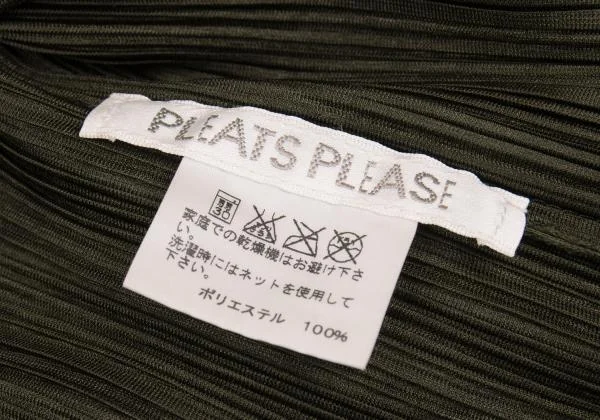 PLEATS PLEASE
家庭での乾燥機はお避け下さ
い。
洗濯時にはネットを使用して
下さい。
ポリエステル 100%